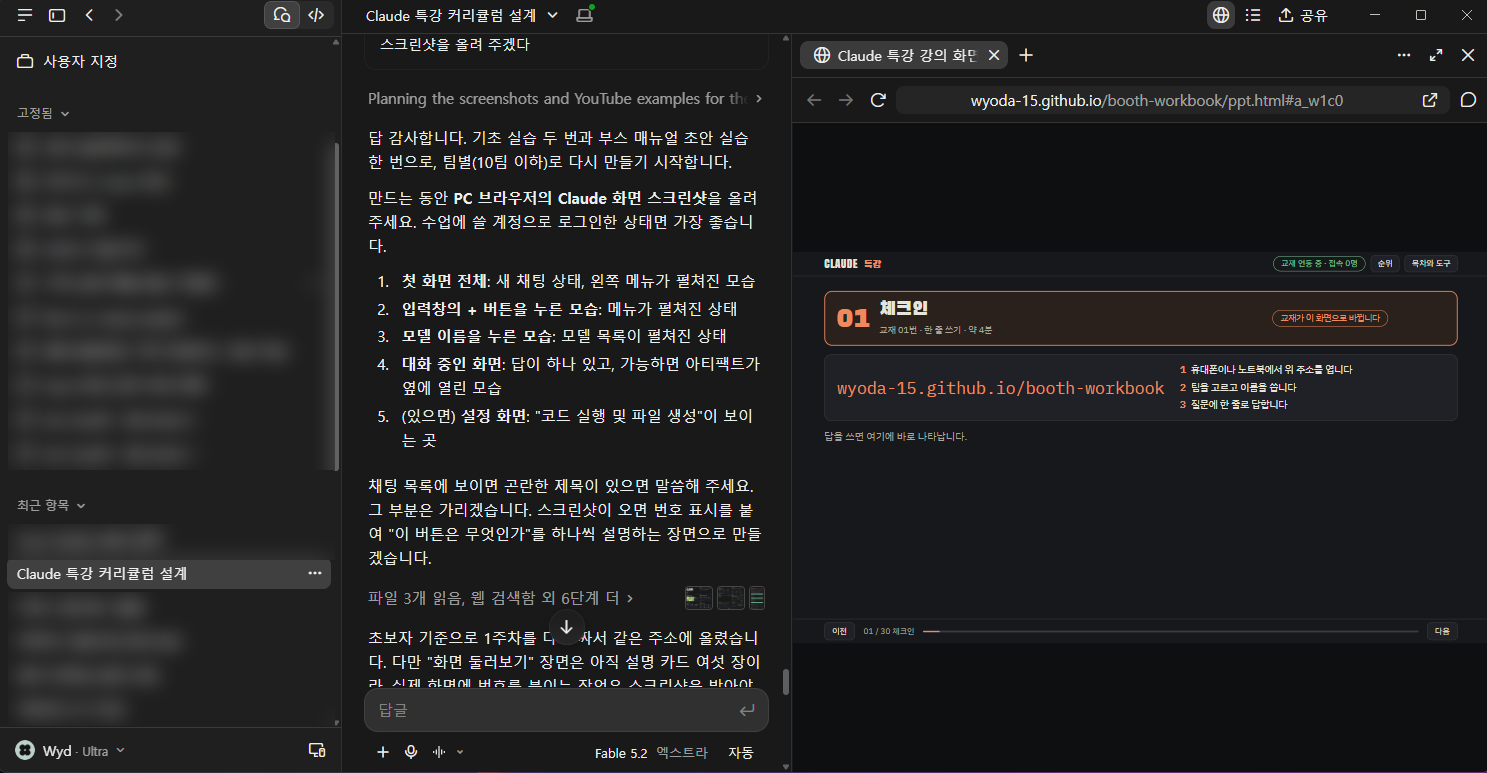 Claude 특강 커리큘럼 설계
공유
사용자 지정
고정됨
최근 항목
Claude 특강 커리큘럼 설계
Wyd · Ultra
스크린샷을 올려 주겠다
Planning the screenshots and YouTube examples for the
답 감사합니다. 기초 실습 두 번과 부스 매뉴얼 초안 실습
한 번으로, 팀별(10팀 이하)로 다시 만들기 시작합니다.
만드는 동안 PC 브라우저의 Claude 화면 스크린샷을 올려
주세요. 수업에 쓸 계정으로 로그인한 상태면 가장 좋습니
다.
1. 첫 화면 전체: 새 채팅 상태, 왼쪽 메뉴가 펼쳐진 모습
2. 입력창의 + 버튼을 누른 모습: 메뉴가 펼쳐진 상태
3. 모델 이름을 누른 모습: 모델 목록이 펼쳐진 상태
4. 대화 중인 화면: 답이 하나 있고, 가능하면 아티팩트가
옆에 열린 모습
5. (있으면) 설정 화면: "코드 실행 및 파일 생성"이 보이
는 곳
채팅 목록에 보이면 곤란한 제목이 있으면 말씀해 주세요.
그 부분은 가리겠습니다. 스크린샷이 오면 번호 표시를 붙
여 "이 버튼은 무엇인가"를 하나씩 설명하는 장면으로 만들
겠습니다.
파일 3개 읽음, 웹 검색함 외 6단계 더
초보자 기준으로 1주차를 다 싸서 같은 주소에 올렸습니
다. 다만 "화면 둘러보기" 장면은 아직 설명 카드 여섯 장이
라, 실제 화면에 번호를 붙이는 작업은 스크린샷을 받아야
답글
Fable 5.2 엑스트라 자동
Claude 특강 강의 화면
wyoda-15.github.io/booth-workbook/ppt.html#a_w1c0
CLAUDE 특강
교재 연동 중 · 접속 0명
순위
목차와 도구
01 체크인
교재 01번 · 한 줄 쓰기 · 약 4분
교재가 이 화면으로 바뀝니다
wyoda-15.github.io/booth-workbook
1 휴대폰이나 노트북에서 위 주소를 엽니다
2 팀을 고르고 이름을 씁니다
3 질문에 한 줄로 답합니다
답을 쓰면 여기에 바로 나타납니다.
이전
01 / 30 체크인
다음